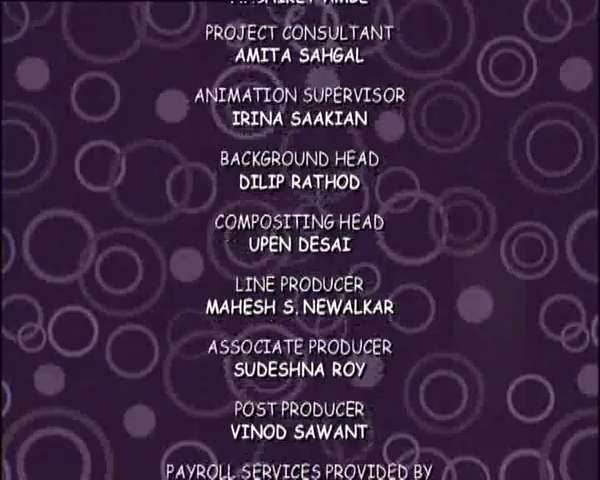 PROJECT CONSULTANT
AMITA SAHGAL
ANIMATION SUPERVISOR
IRINA SAAKIAN
BACKGROUND HEAD
DILIP RATHOD
COMPOSITING HEAD
UPEN DESAI
LINE PRODUCER
MAHESH S. NEWALKAR
ASSOCIATE PRODUCER
SUDESHNA ROY
POST PRODUCER
VINOD SAWANT
PAYROLL SERVICES PROVIDED BY